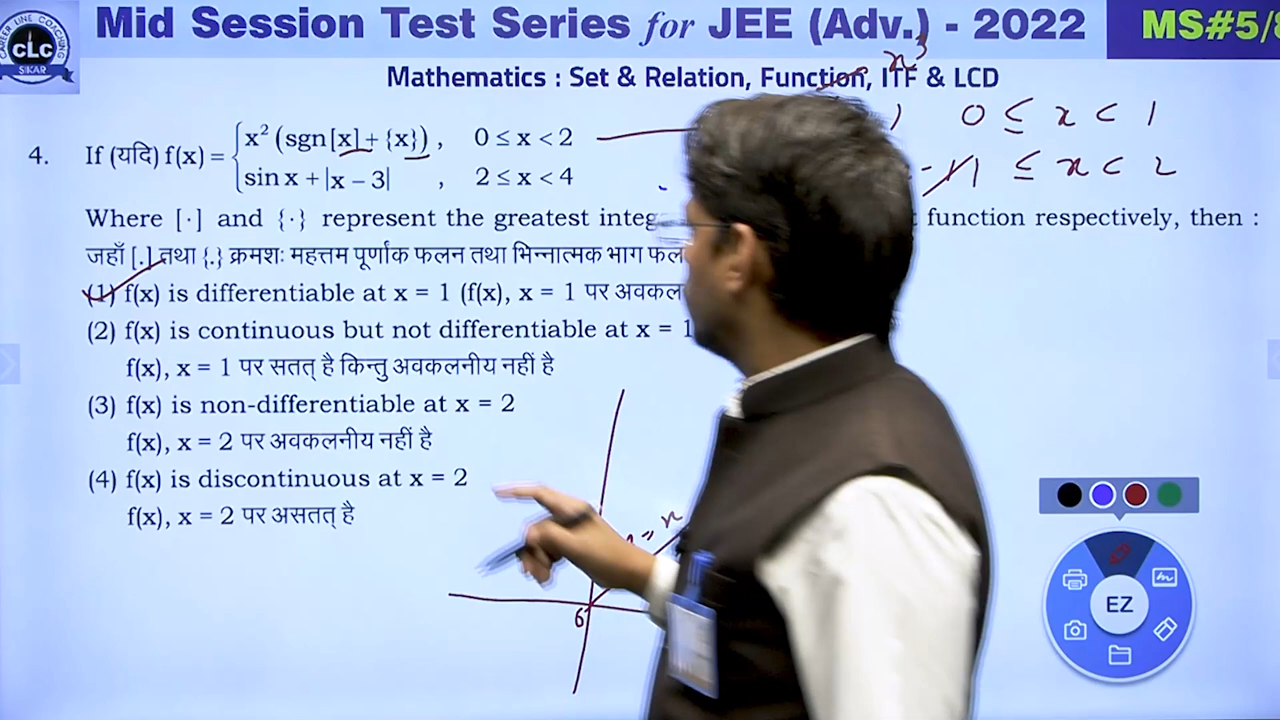 Mid Session Test Series for JEE (Adv.) - 2022
MS#5/
CAREER LINE COACHING
CLC
SIKAR
Mathematics : Set & Relation, Function, ITF & LCD
x³
0 ≤ x < 1
4. If (यदि) f(x) = { x² (sgn[x] + {x}) , 0 ≤ x < 2
1 ≤ x < 2
sin x + |x − 3| , 2 ≤ x < 4
Where [·] and {·} represent the greatest integ function respectively, then :
जहाँ [.] तथा {.} क्रमशः महत्तम पूर्णांक फलन तथा भिन्नात्मक भाग फल
(1) f(x) is differentiable at x = 1 (f(x), x = 1 पर अवकल
(2) f(x) is continuous but not differentiable at x = 1
f(x), x = 1 पर सतत् है किन्तु अवकलनीय नहीं है
(3) f(x) is non-differentiable at x = 2
f(x), x = 2 पर अवकलनीय नहीं है
(4) f(x) is discontinuous at x = 2
f(x), x = 2 पर असतत् है
= x
EZ